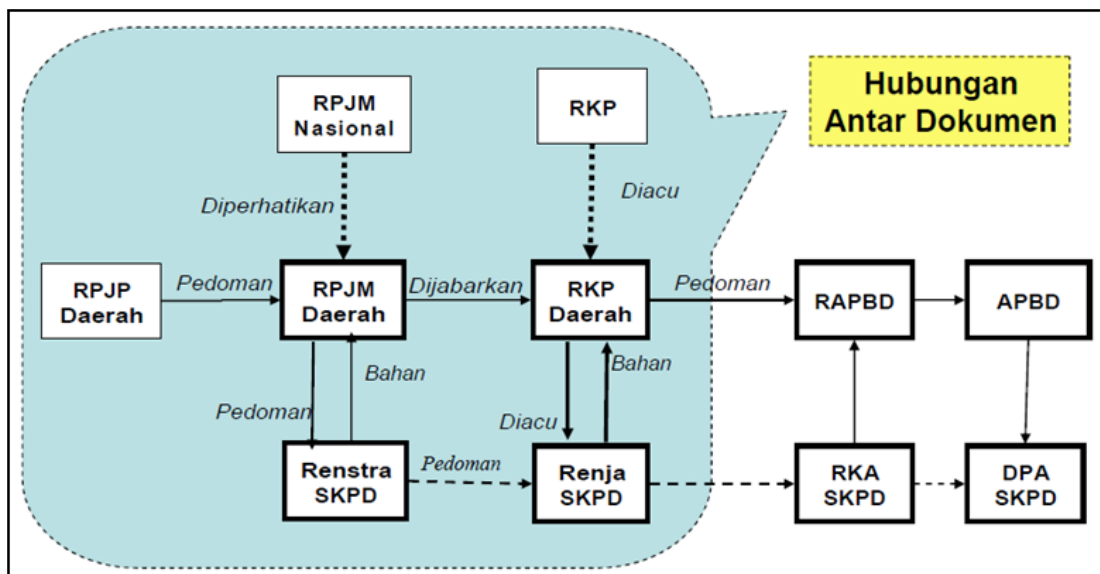 Hubungan
Antar Dokumen
RPJM
Nasional
RKP
Diperhatikan
Diacu
RPJP
Daerah
Pedoman
RPJM
Daerah
Dijabarkan
RKP
Daerah
Pedoman
RAPBD
APBD
Pedoman
Bahan
Diacu
Bahan
Renstra
SKPD
Pedoman
Renja
SKPD
RKA
SKPD
DPA
SKPD